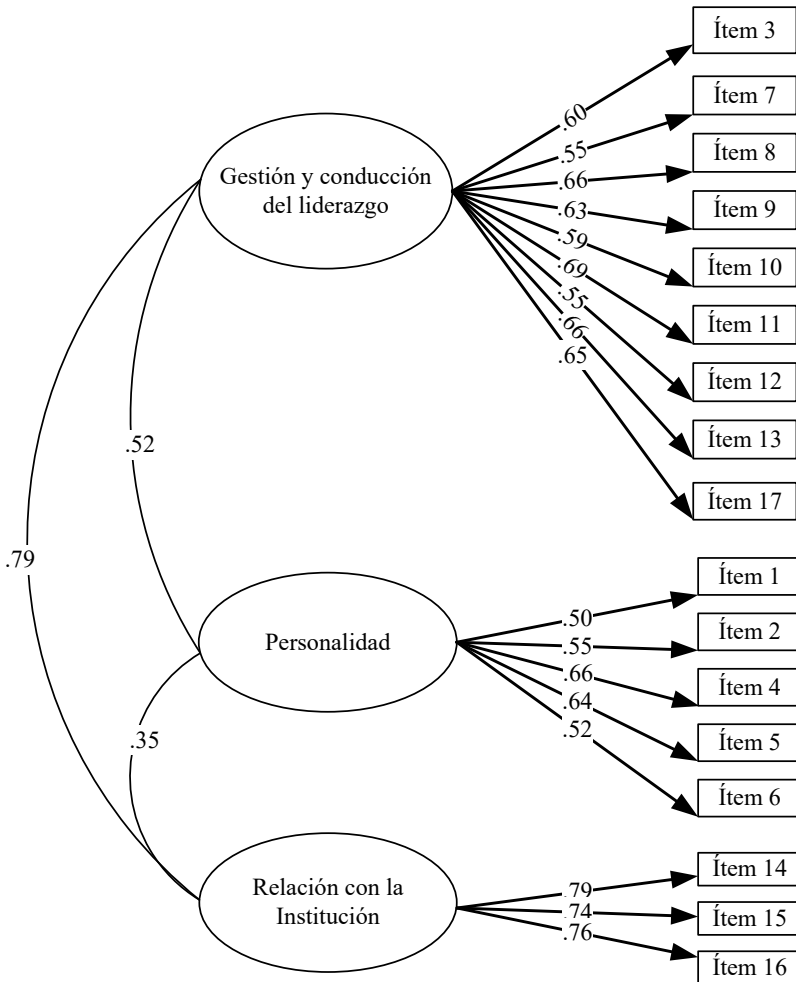 Ítem 3
Ítem 7
Ítem 8
Ítem 9
Ítem 10
Ítem 11
Ítem 12
Ítem 13
Ítem 17
Gestión y conducción
del liderazgo
.60
.55
.66
.63
.59
.69
.55
.66
.65
.52
.79
Personalidad
.50
.55
.66
.64
.52
Ítem 1
Ítem 2
Ítem 4
Ítem 5
Ítem 6
.35
Relación con la
Institución
.79
.74
.76
Ítem 14
Ítem 15
Ítem 16